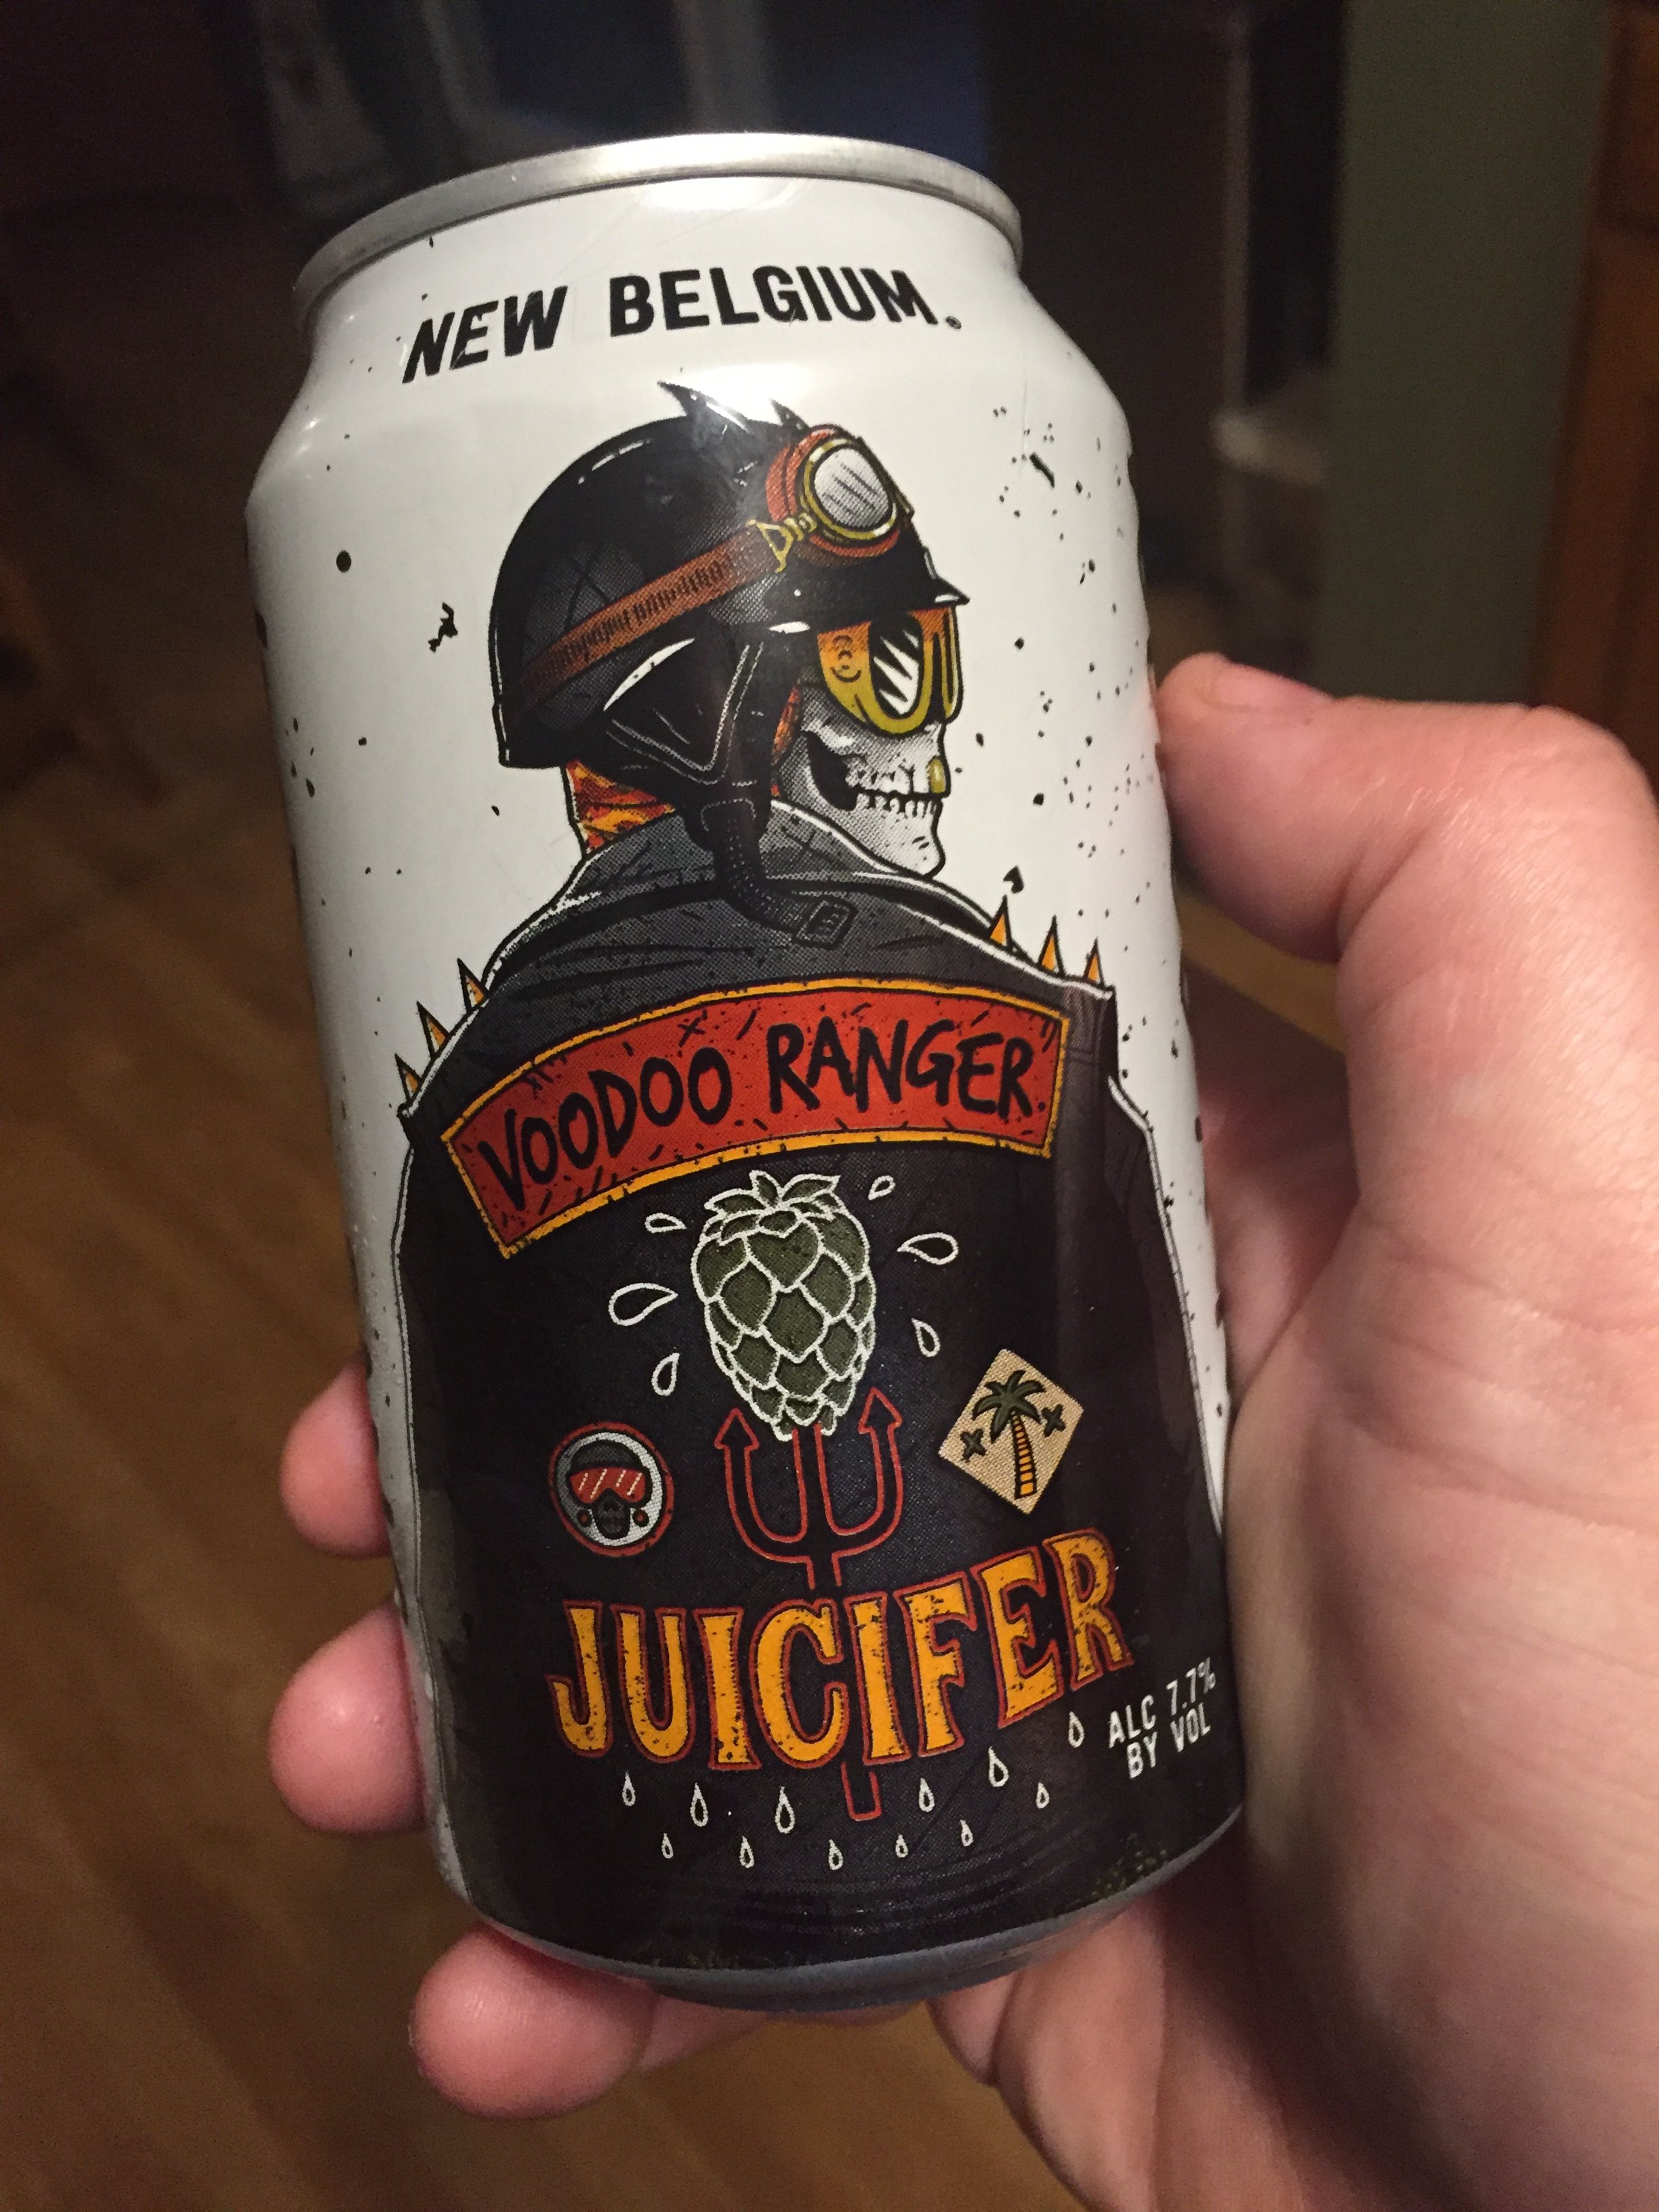 NEW BELGIUM
VOODOO RANGER
JUICIFER
ALC 7.7%
BY VOL